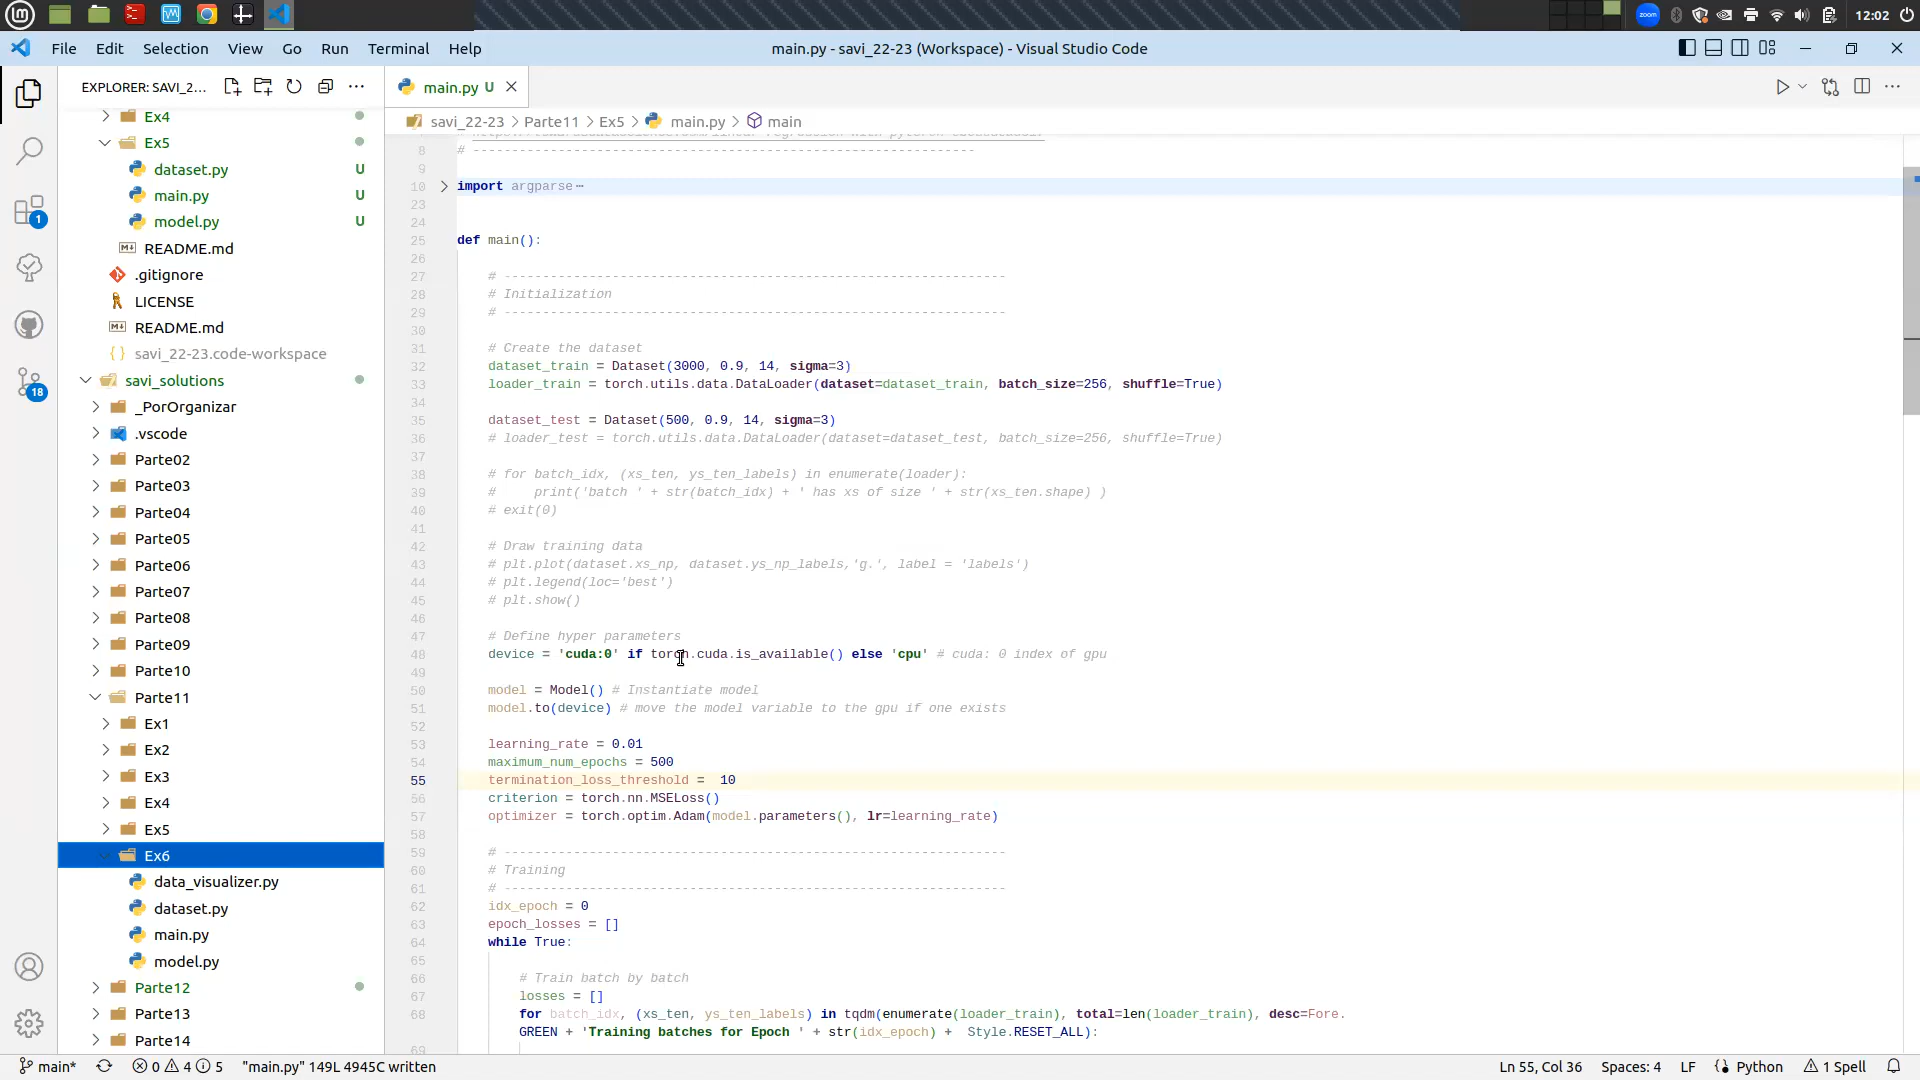 zoom
12:02
File Edit Selection View Go Run Terminal Help
main.py - savi_22-23 (Workspace) - Visual Studio Code
EXPLORER: SAVI_2...
main.py U
savi_22-23 > Parte11 > Ex5 > main.py > main
Ex4
Ex5
dataset.py U
main.py U
model.py U
README.md
.gitignore
LICENSE
README.md
savi_22-23.code-workspace
savi_solutions
_PorOrganizar
.vscode
Parte02
Parte03
Parte04
Parte05
Parte06
Parte07
Parte08
Parte09
Parte10
Parte11
Ex1
Ex2
Ex3
Ex4
Ex5
Ex6
data_visualizer.py
dataset.py
main.py
model.py
Parte12
Parte13
Parte14
1
18
8 # -----------------------------------------------------------------
9
10 import argparse
23
24
25 def main():
26
27 # -----------------------------------------------------------------
28 # Initialization
29 # -----------------------------------------------------------------
30
31 # Create the dataset
32 dataset_train = Dataset(3000, 0.9, 14, sigma=3)
33 loader_train = torch.utils.data.DataLoader(dataset=dataset_train, batch_size=256, shuffle=True)
34
35 dataset_test = Dataset(500, 0.9, 14, sigma=3)
36 # loader_test = torch.utils.data.DataLoader(dataset=dataset_test, batch_size=256, shuffle=True)
37
38 # for batch_idx, (xs_ten, ys_ten_labels) in enumerate(loader):
39 #     print('batch ' + str(batch_idx) + ' has xs of size ' + str(xs_ten.shape) )
40 # exit(0)
41
42 # Draw training data
43 # plt.plot(dataset.xs_np, dataset.ys_np_labels,'g.', label = 'labels')
44 # plt.legend(loc='best')
45 # plt.show()
46
47 # Define hyper parameters
48 device = 'cuda:0' if torch.cuda.is_available() else 'cpu' # cuda: 0 index of gpu
49
50 model = Model() # Instantiate model
51 model.to(device) # move the model variable to the gpu if one exists
52
53 learning_rate = 0.01
54 maximum_num_epochs = 500
55 termination_loss_threshold =  10
56 criterion = torch.nn.MSELoss()
57 optimizer = torch.optim.Adam(model.parameters(), lr=learning_rate)
58
59 # -----------------------------------------------------------------
60 # Training
61 # -----------------------------------------------------------------
62 idx_epoch = 0
63 epoch_losses = []
64 while True:
65
66 # Train batch by batch
67 losses = []
68 for batch_idx, (xs_ten, ys_ten_labels) in tqdm(enumerate(loader_train), total=len(loader_train), desc=Fore.
GREEN + 'Training batches for Epoch ' + str(idx_epoch) +  Style.RESET_ALL):
69
main* 0 4 5 "main.py" 149L 4945C written
Ln 55, Col 36 Spaces: 4 LF Python 1 Spell